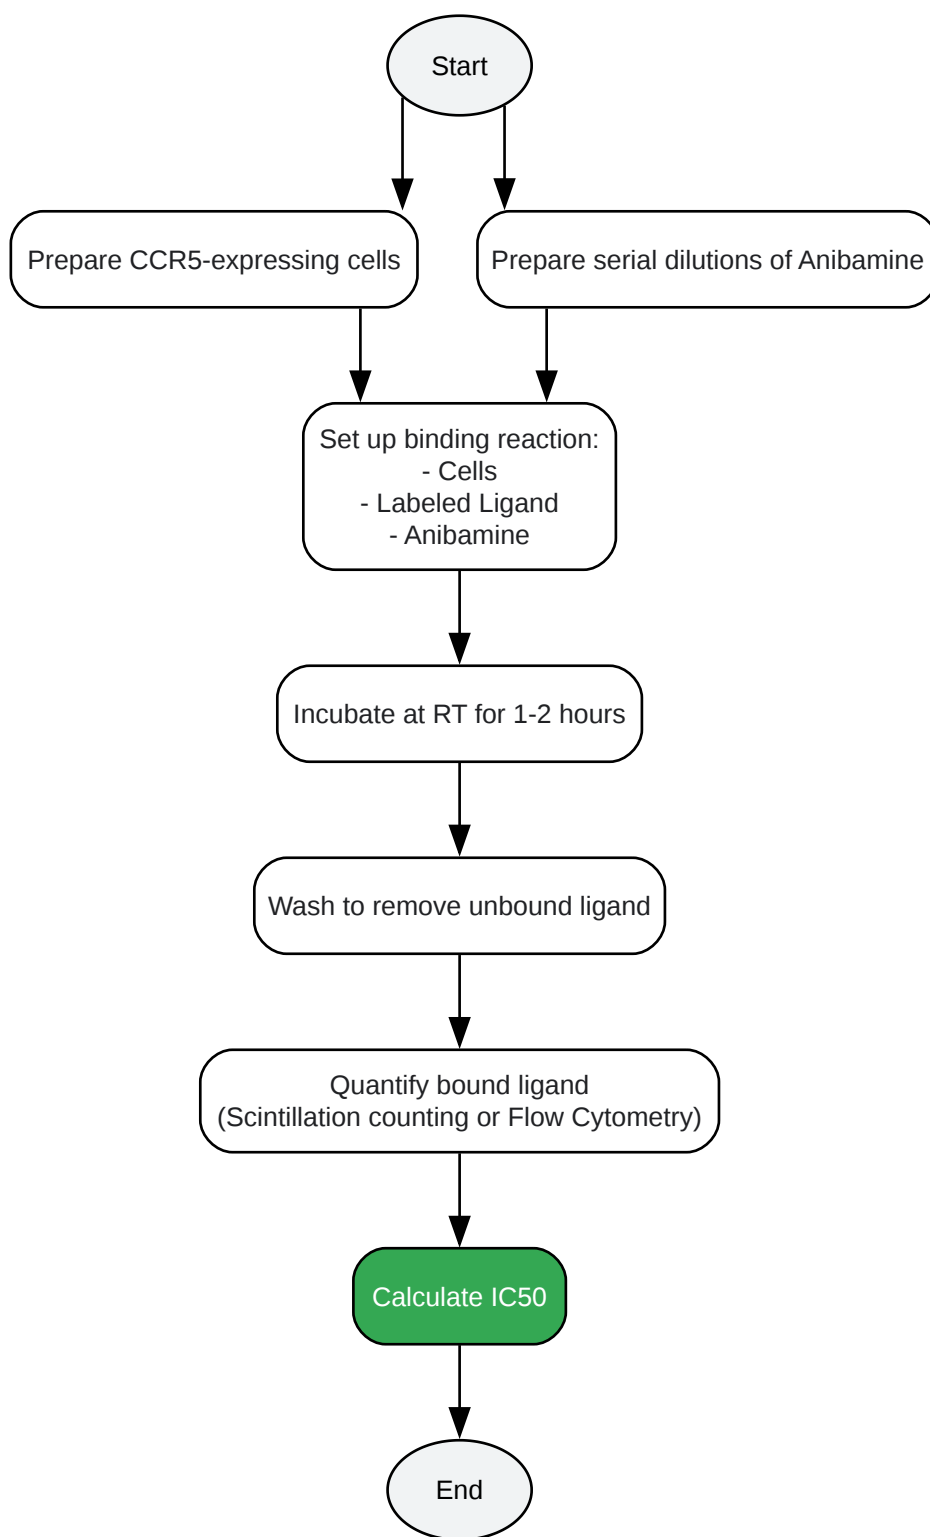 Start
Prepare CCR5-expressing cells
Prepare serial dilutions of Anibamine
Set up binding reaction:
- Cells
- Labeled Ligand
- Anibamine
Incubate at RT for 1-2 hours
Wash to remove unbound ligand
Quantify bound ligand
(Scintillation counting or Flow Cytometry)
Calculate IC50
End